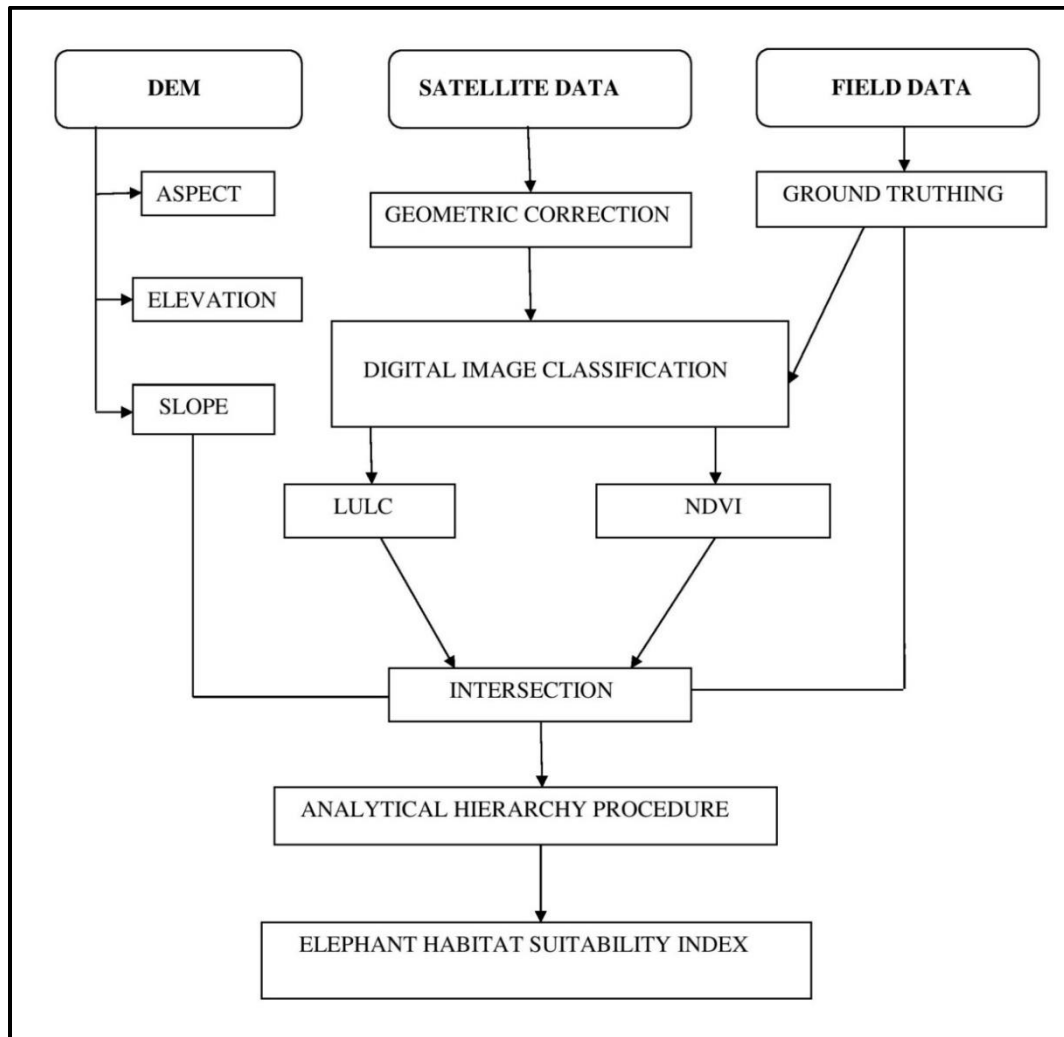 DEM
SATELLITE DATA
FIELD DATA
ASPECT
GEOMETRIC CORRECTION
GROUND TRUTHING
ELEVATION
DIGITAL IMAGE CLASSIFICATION
SLOPE
LULC
NDVI
INTERSECTION
ANALYTICAL HIERARCHY PROCEDURE
ELEPHANT HABITAT SUITABILITY INDEX